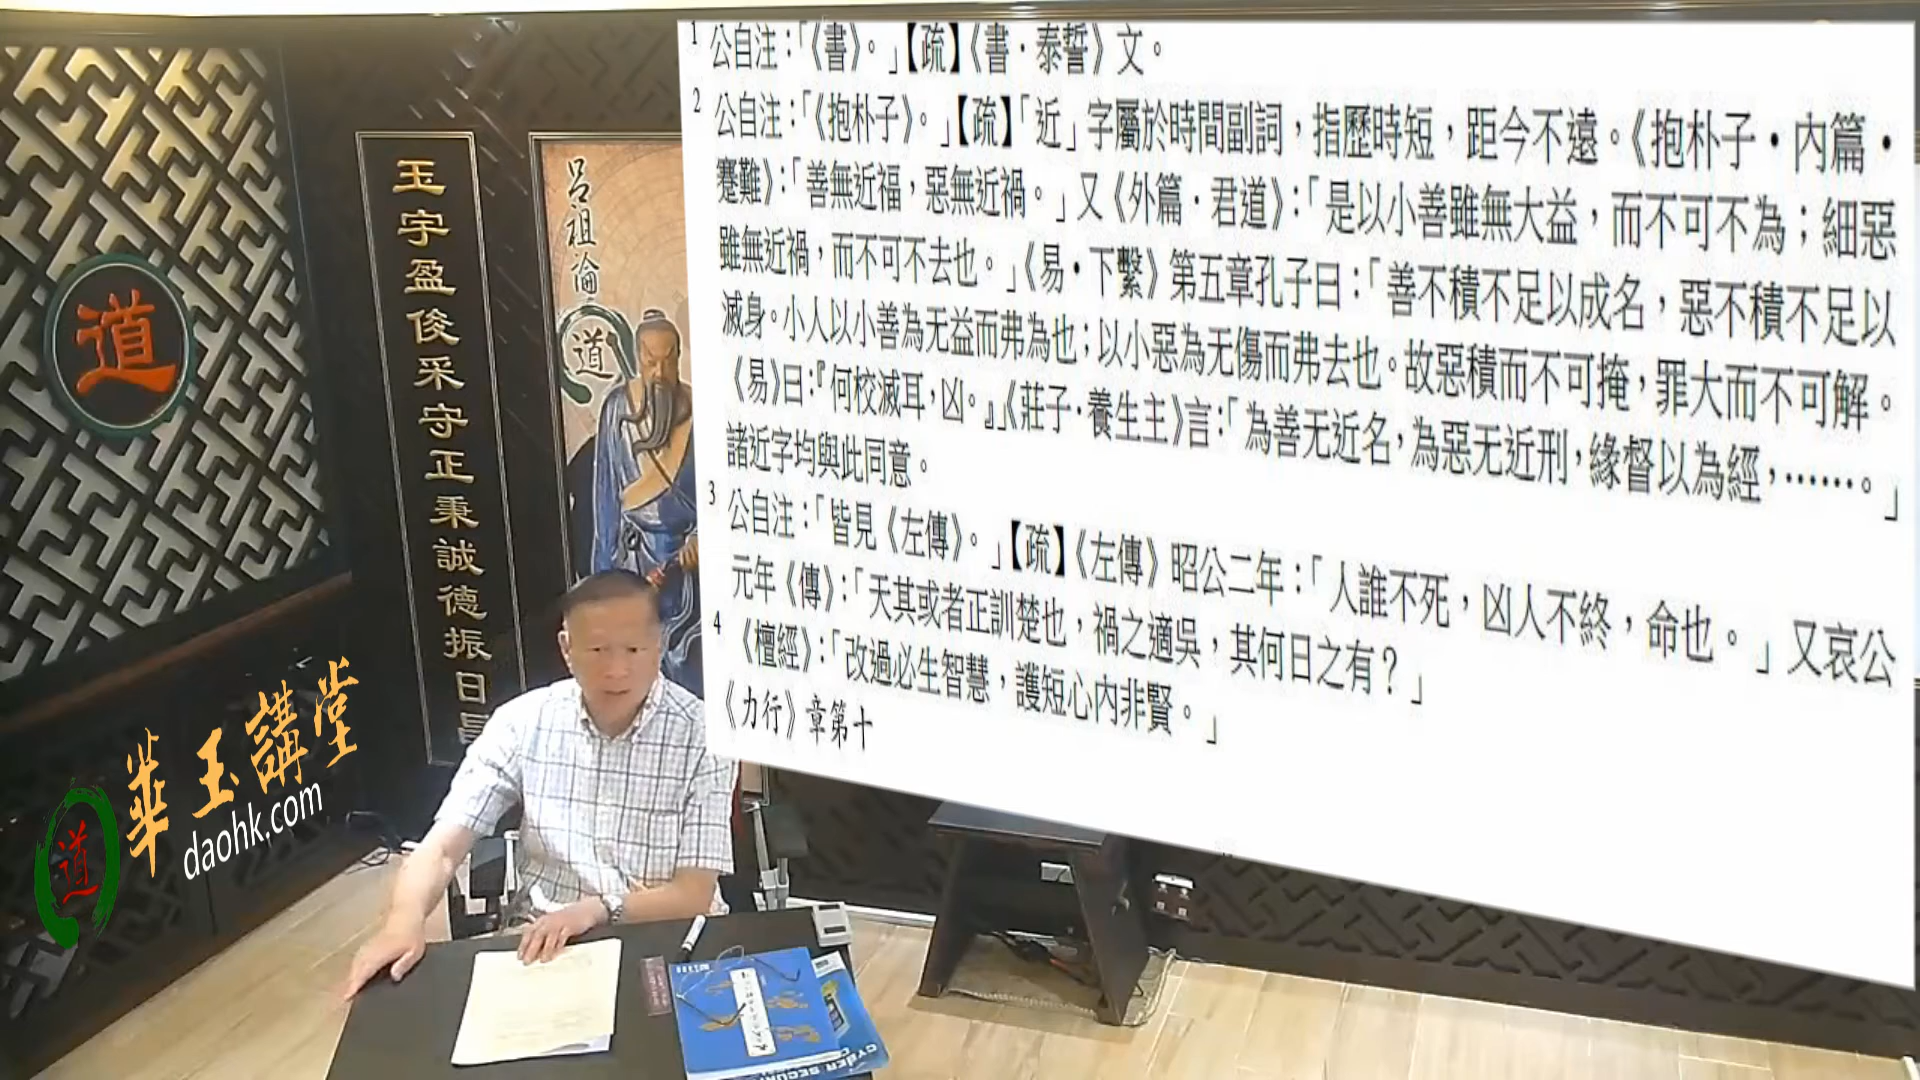 1 公自注：「《書》。」【疏】《書‧泰誓》文。
2 公自注：「《抱朴子》。」【疏】「近」字屬於時間副詞，指歷時短，距今不遠。《抱朴子‧內篇‧
蹇難》：「善無近福，惡無近禍。」又《外篇‧君道》：「是以小善雖無大益，而不可不為；細惡
雖無近禍，而不可不去也。」《易‧下繫》第五章孔子曰：「善不積不足以成名，惡不積不足以
滅身。小人以小善為无益而弗為也；以小惡為无傷而弗去也。故惡積而不可掩，罪大而不可解。
《易》曰：『何校滅耳，凶。』」《莊子‧養生主》言：「為善无近名，為惡无近刑，緣督以為經，……。」
諸近字均與此同意。
3 公自注：「皆見《左傳》。」【疏】《左傳》昭公二年：「人誰不死，凶人不終，命也。」又哀公
元年《傳》：「天其或者正訓楚也，禍之適吳，其何日之有？」
4 《檀經》：「改過必生智慧，護短心內非賢。」
《力行》章第十
玉宇盈俊采守正秉誠德振日昌
呂祖論
道
道
道
華玉講堂
daohk.com